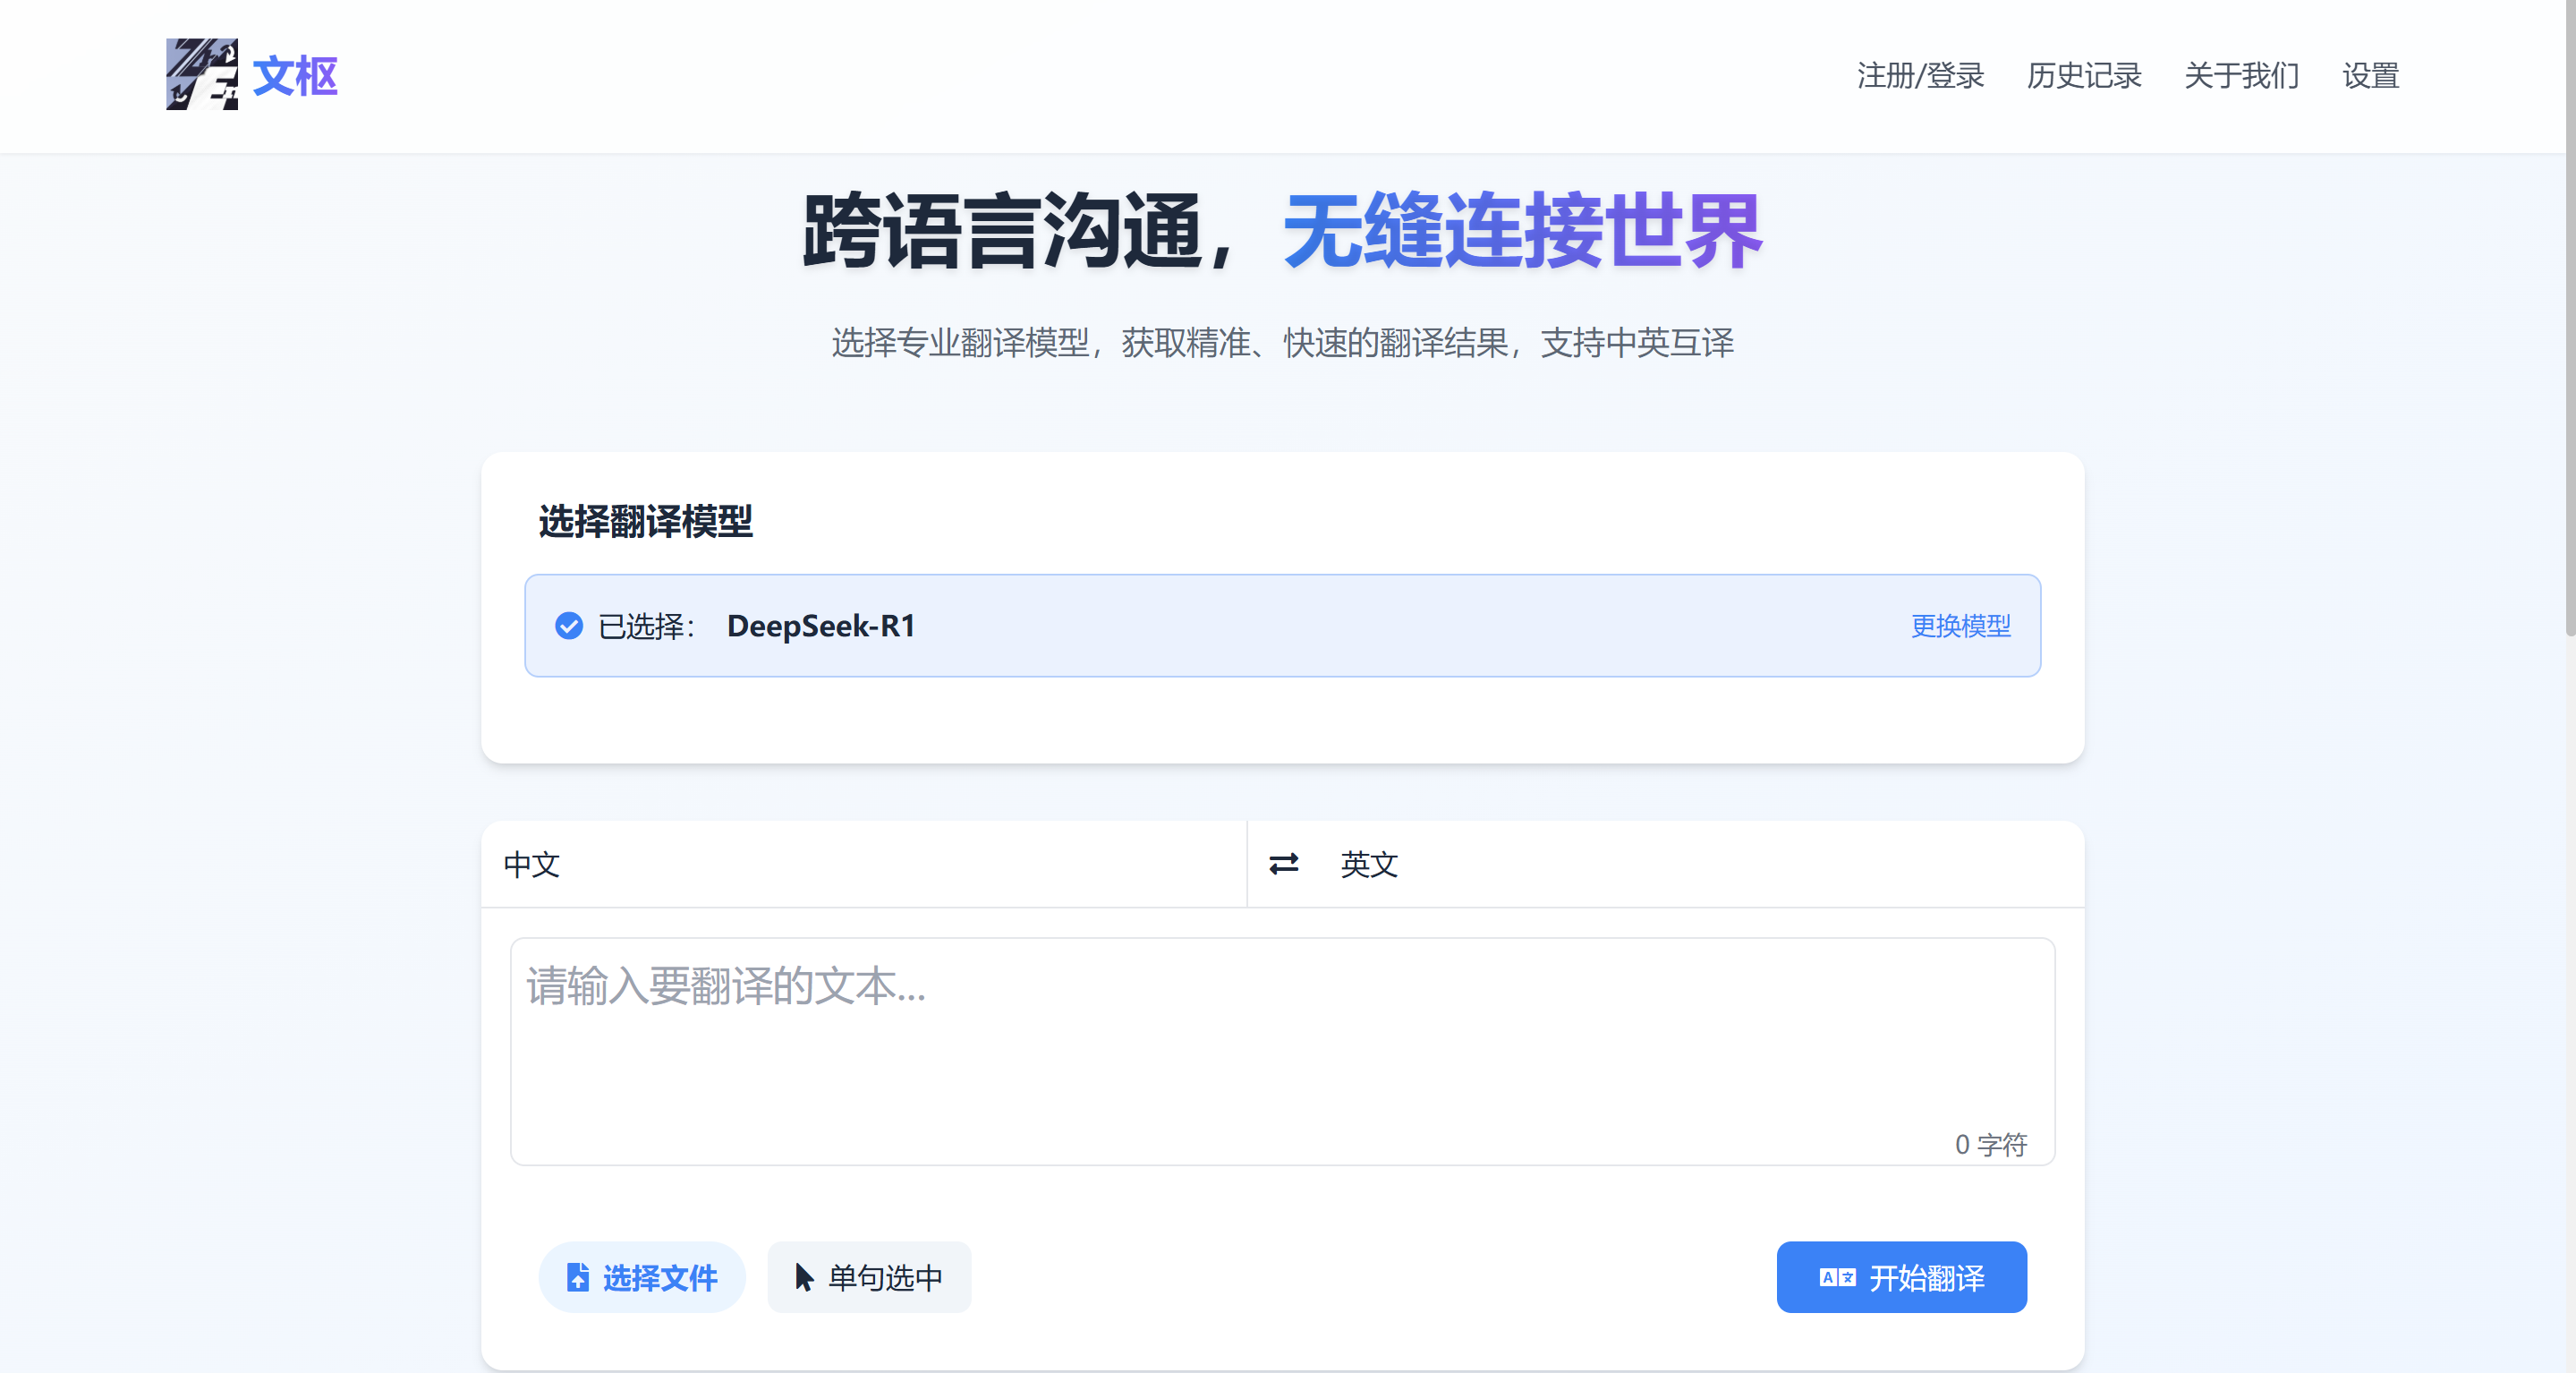 文枢
注册/登录 历史记录 关于我们 设置
跨语言沟通，无缝连接世界
选择专业翻译模型，获取精准、快速的翻译结果，支持中英互译
选择翻译模型
已选择： DeepSeek-R1 更换模型
中文 英文
请输入要翻译的文本...
0 字符
选择文件 单句选中 开始翻译